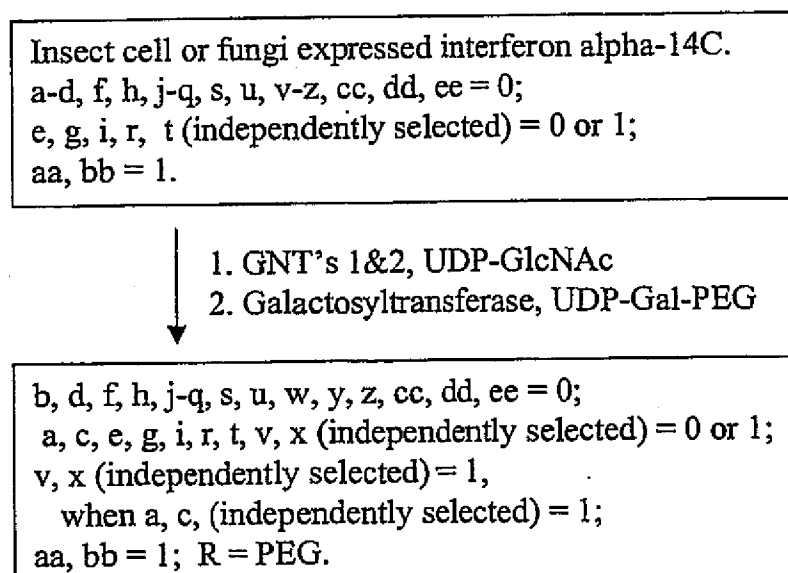 Insect cell or fungi expressed interferon alpha-14C.
a-d, f, h, j-q, s, u, v-z, cc, dd, ee = 0;
e, g, i, r, t (independently selected) = 0 or 1;
aa, bb = 1.
1. GNT's 1&2, UDP-GlcNAc
2. Galactosyltransferase, UDP-Gal-PEG
b, d, f, h, j-q, s, u, w, y, z, cc, dd, ee = 0;
a, c, e, g, i, r, t, v, x (independently selected) = 0 or 1;
v, x (independently selected) = 1,
when a, c, (independently selected) = 1;
aa, bb = 1; R = PEG.